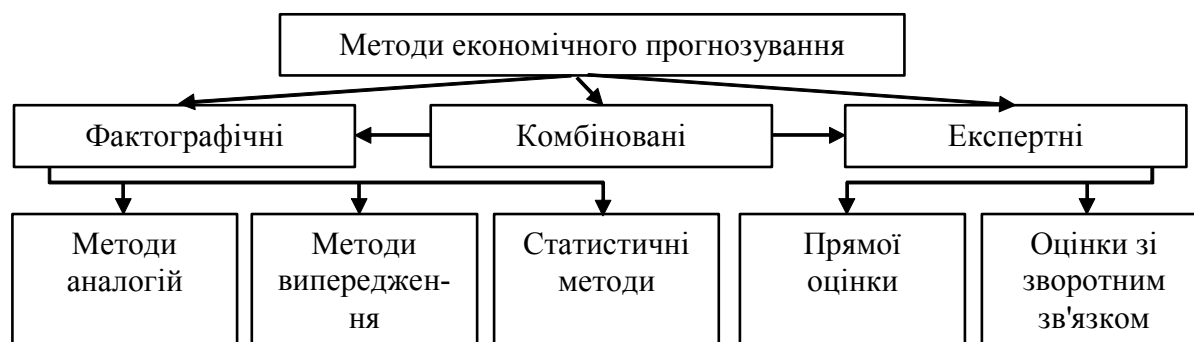 Методи економічного прогнозування
Фактографічні
Комбіновані
Експертні
Методи
аналогій
Методи
випереджен-
ня
Статистичні
методи
Прямої
оцінки
Оцінки зі
зворотним
зв'язком